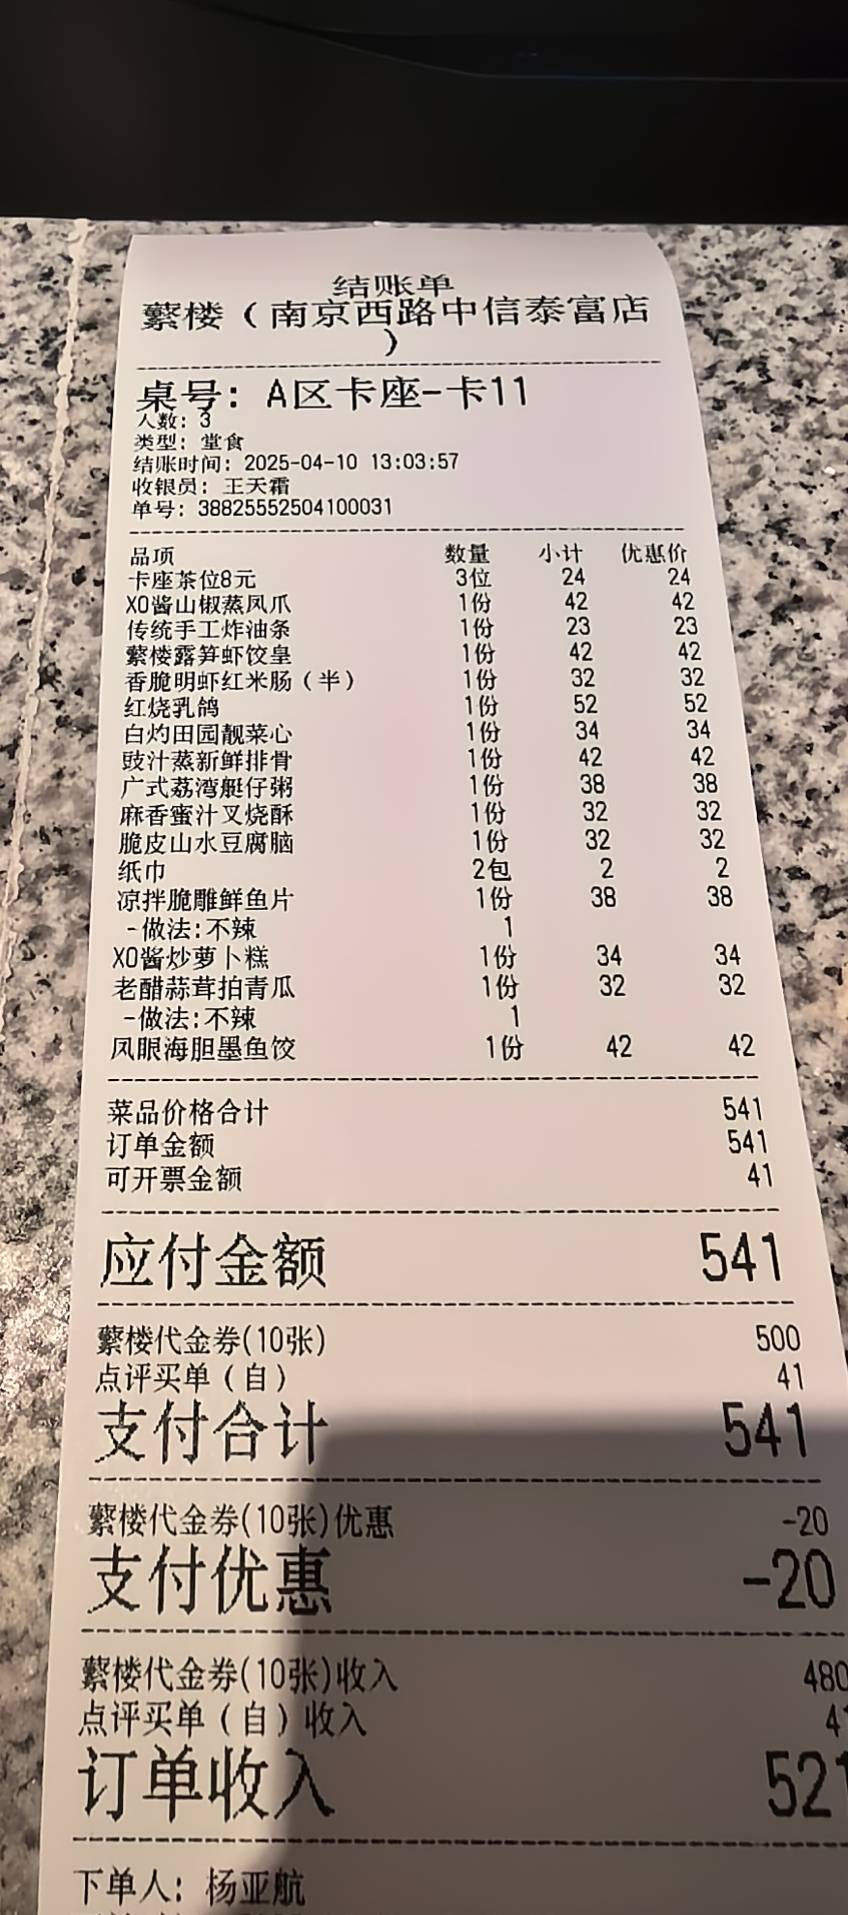 结账单
蘩楼（南京西路中信泰富店
）
桌号: A区卡座-卡11
人数: 3
类型: 堂食
结账时间: 2025-04-10 13:03:57
收银员: 王天霜
单号: 38825552504100031
品项 数量 小计 优惠价
卡座茶位8元 3位 24 24
XO酱山椒蒸凤爪 1份 42 42
传统手工炸油条 1份 23 23
蘩楼露笋虾饺皇 1份 42 42
香脆明虾红米肠（半） 1份 32 32
红烧乳鸽 1份 52 52
白灼田园靓菜心 1份 34 34
豉汁蒸新鲜排骨 1份 42 42
广式荔湾艇仔粥 1份 38 38
麻香蜜汁叉烧酥 1份 32 32
脆皮山水豆腐脑 1份 32 32
纸巾 2包 2 2
凉拌脆雕鲜鱼片 1份 38 38
-做法:不辣 1
XO酱炒萝卜糕 1份 34 34
老醋蒜茸拍青瓜 1份 32 32
-做法:不辣 1
凤眼海胆墨鱼饺 1份 42 42
菜品价格合计 541
订单金额 541
可开票金额 41
应付金额 541
蘩楼代金券(10张) 500
点评买单（自） 41
支付合计 541
蘩楼代金券(10张)优惠 -20
支付优惠 -20
蘩楼代金券(10张)收入 480
点评买单（自）收入 4
订单收入 521
下单人: 杨亚航